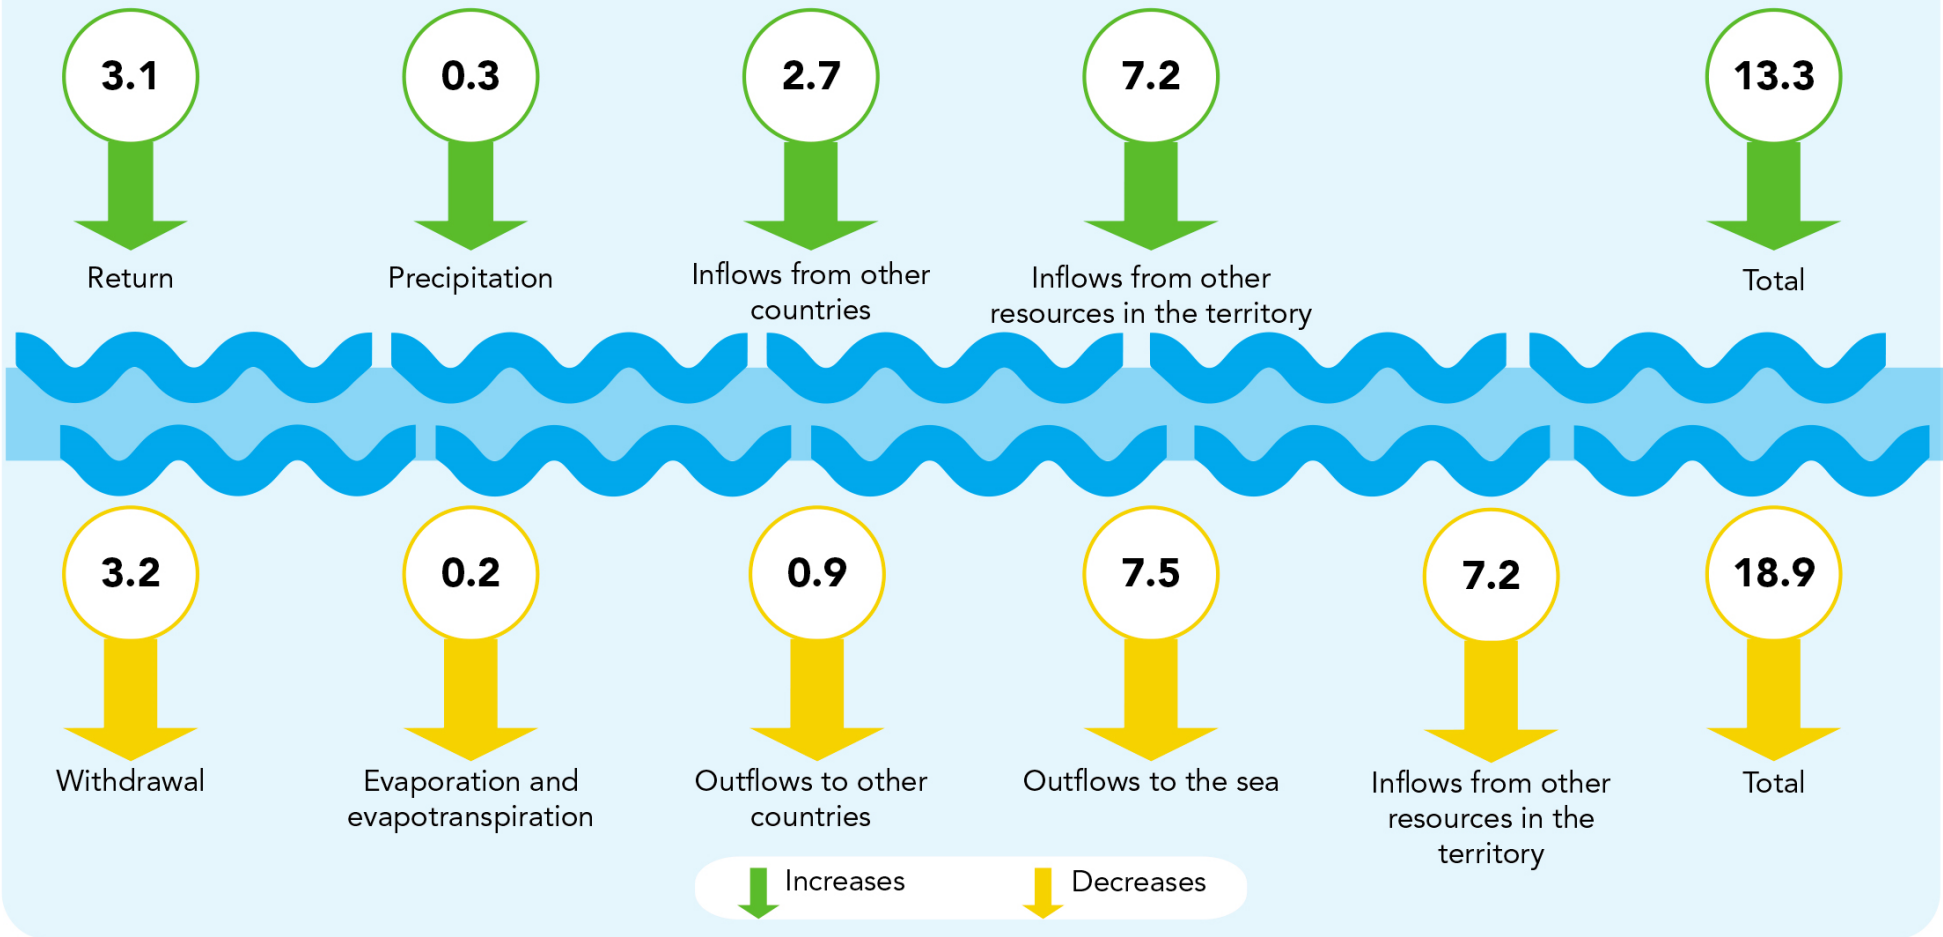 3.1
0.3
2.7
7.2
13.3
Return
Precipitation
Inflows from other
countries
Inflows from other
resources in the territory
Total
3.2
0.2
0.9
7.5
7.2
18.9
Withdrawal
Evaporation and
evapotranspiration
Outflows to other
countries
Outflows to the sea
Inflows from other
resources in the
territory
Total
Increases
Decreases